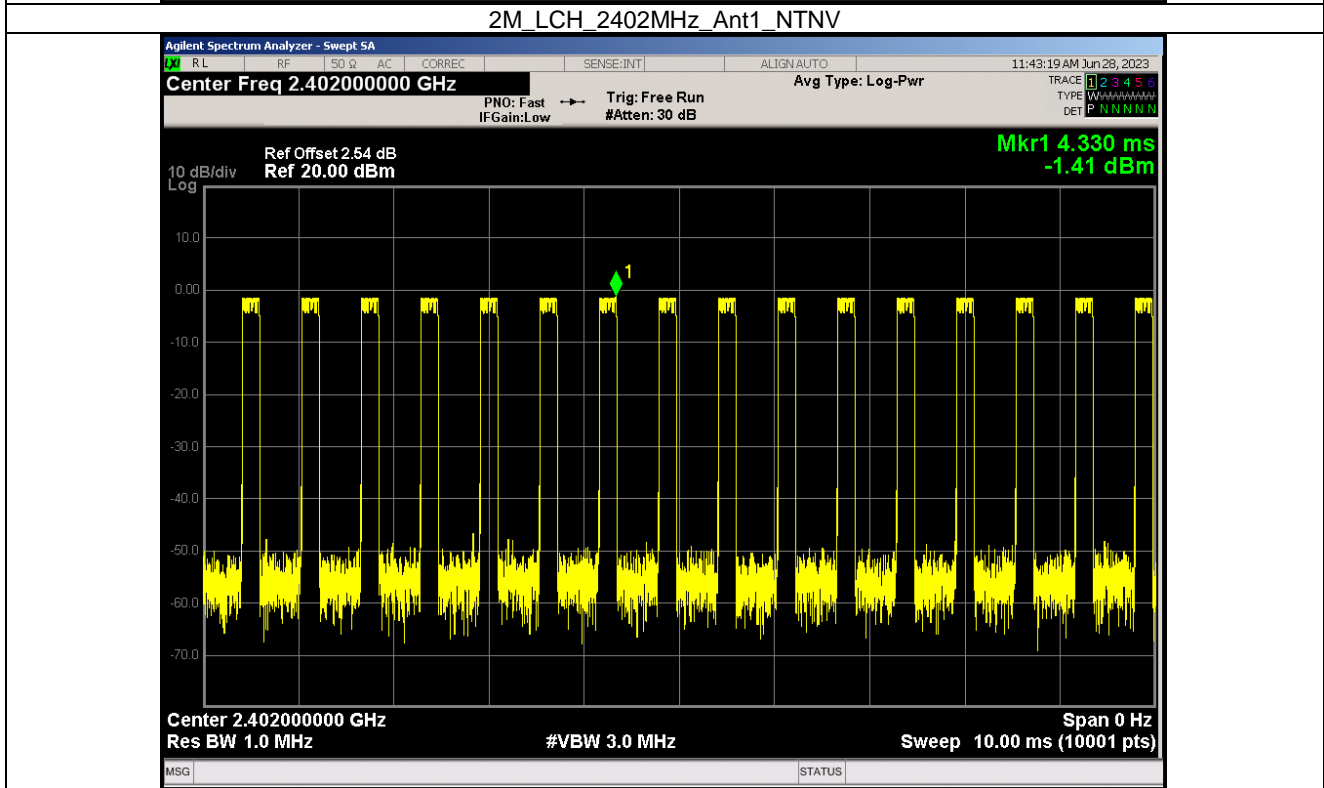 2M_LCH_2402MHz_Ant1_NTNV
Agilent Spectrum Analyzer - Swept SA
LXI RL RF 50 Ω AC CORREC SENSE:INT ALIGN AUTO 11:43:19 AM Jun 28, 2023
Center Freq 2.402000000 GHz Avg Type: Log-Pwr TRACE 1 2 3 4 5 6
PNO: Fast Trig: Free Run TYPE WWWWWW
IFGain:Low #Atten: 30 dB DET P N N N N N
Mkr1 4.330 ms
Ref Offset 2.54 dB
10 dB/div Ref 20.00 dBm -1.41 dBm
Log
10.0
1
0.00
-10.0
-20.0
-30.0
-40.0
-50.0
-60.0
-70.0
Center 2.402000000 GHz Span 0 Hz
Res BW 1.0 MHz #VBW 3.0 MHz Sweep 10.00 ms (10001 pts)
MSG STATUS